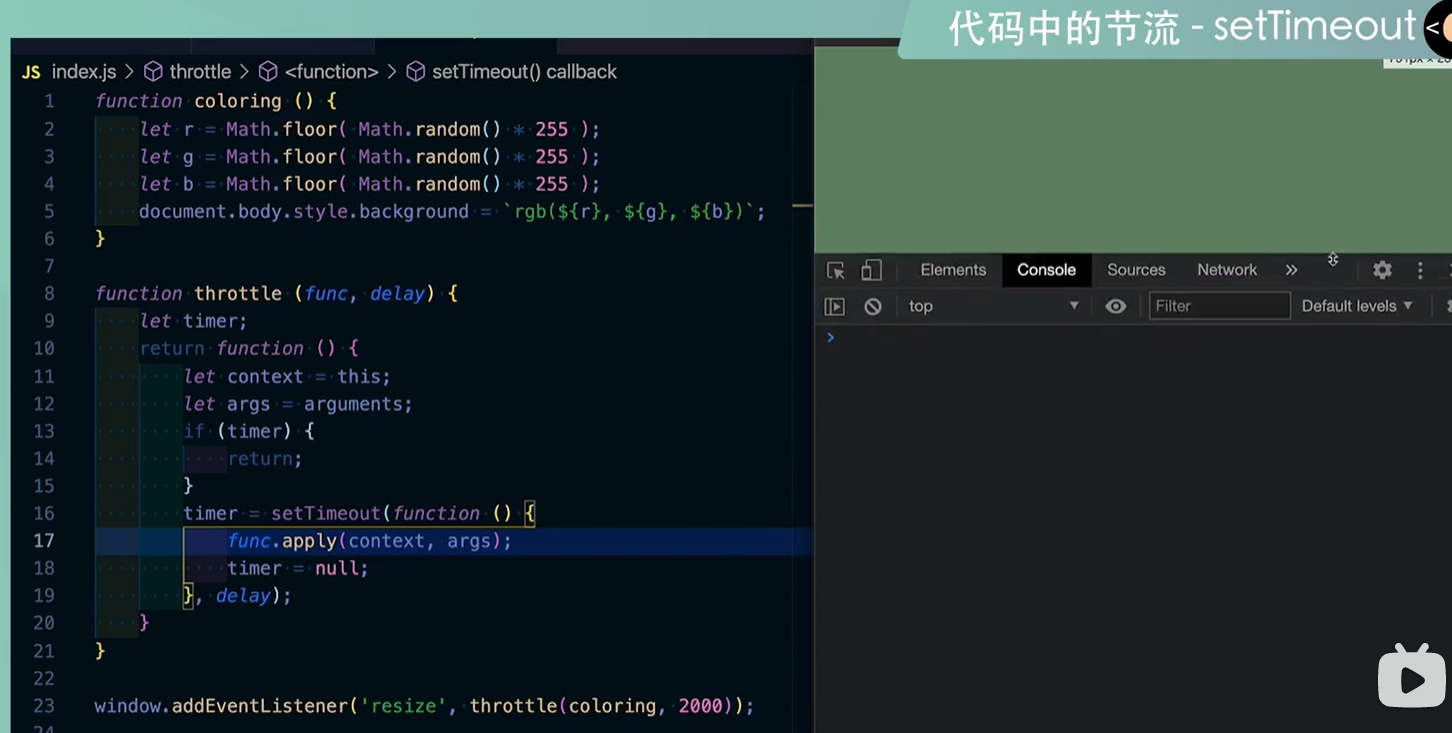 代码中的节流 - setTimeout
JS index.js > throttle > <function> > setTimeout() callback
1 function coloring () {
2 let r = Math.floor( Math.random() * 255 );
3 let g = Math.floor( Math.random() * 255 );
4 let b = Math.floor( Math.random() * 255 );
5 document.body.style.background = `rgb(${r}, ${g}, ${b})`;
6 }
7
8 function throttle (func, delay) {
9 let timer;
10 return function () {
11 let context = this;
12 let args = arguments;
13 if (timer) {
14 return;
15 }
16 timer = setTimeout(function () {
17 func.apply(context, args);
18 timer = null;
19 }, delay);
20 }
21 }
22
23 window.addEventListener('resize', throttle(coloring, 2000));
24
Elements Console Sources Network »
top Filter Default levels